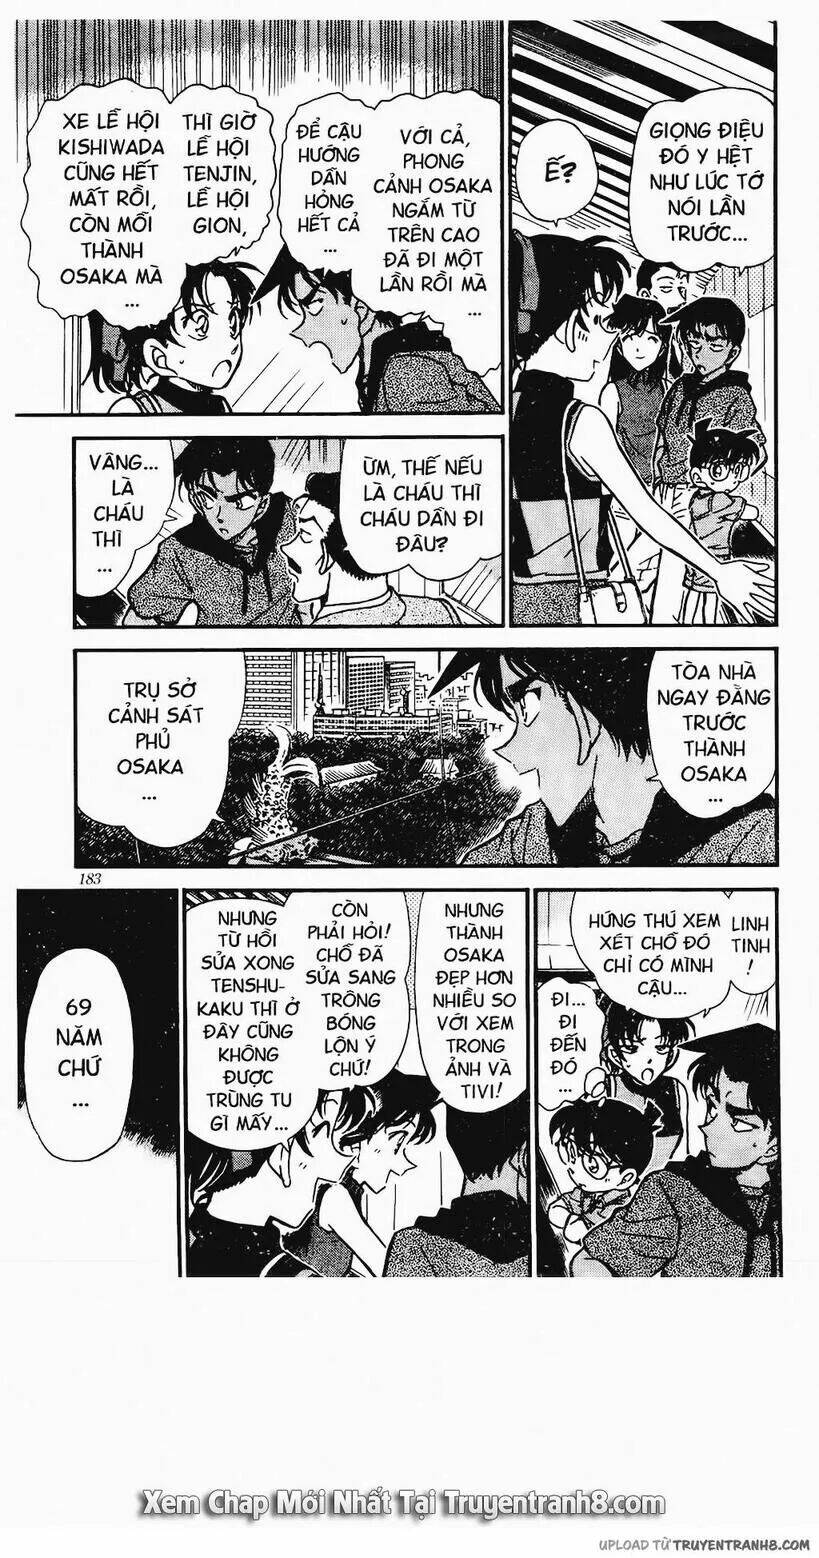 GIỌNG ĐIỆU
ĐÓ Y HỆT
NHƯ LÚC TỚ
NÓI LẦN
TRƯỚC...
Ế?
VỚI CẢ,
PHONG
CẢNH OSAKA
NGẮM TỪ
TRÊN CAO
ĐÃ ĐI MỘT
LẦN RỒI MÀ
...
ĐỂ CẬU
HƯỚNG
DẪN
HỎNG
HẾT CẢ
...
THÌ GIỜ
LỄ HỘI
TENJIN,
LỄ HỘI
GION,
XE LỄ HỘI
KISHIWADA
CŨNG HẾT
MẤT RỒI,
CÒN MỖI
THÀNH
OSAKA MÀ
...
ỪM, THẾ NẾU
LÀ CHÁU THÌ
CHÁU DẪN ĐI
ĐÂU?
VÂNG...
LÀ
CHÁU
THÌ
...
TÒA NHÀ
NGAY ĐẰNG
TRƯỚC
THÀNH
OSAKA
...
TRỤ SỞ
CẢNH SÁT
PHỦ
OSAKA
...
183
LINH
TINH
!
HỨNG THÚ XEM
XÉT CHỖ ĐÓ
CHỈ CÓ MÌNH
CẬU...
ĐI...
ĐI
ĐẾN
ĐÓ
...
NHƯNG
THÀNH
OSAKA
ĐẸP HƠN
NHIỀU SO
VỚI XEM
TRONG
ẢNH VÀ
TIVI!
CÒN
PHẢI HỎI!
CHỖ ĐÃ
SỬA SANG
TRÔNG
BÓNG
LỘN Ý
CHỨ!
NHƯNG
TỪ HỒI
SỬA XONG
TENSHU-
KAKU THÌ Ở
ĐÂY CŨNG
KHÔNG
ĐƯỢC
TRÙNG TU
GÌ MẤY...
69
NĂM
CHỨ
...
Xem Chap Mới Nhất Tại Truyentranh8.com
UPLOAD TỪ TRUYENTRANH8.COM